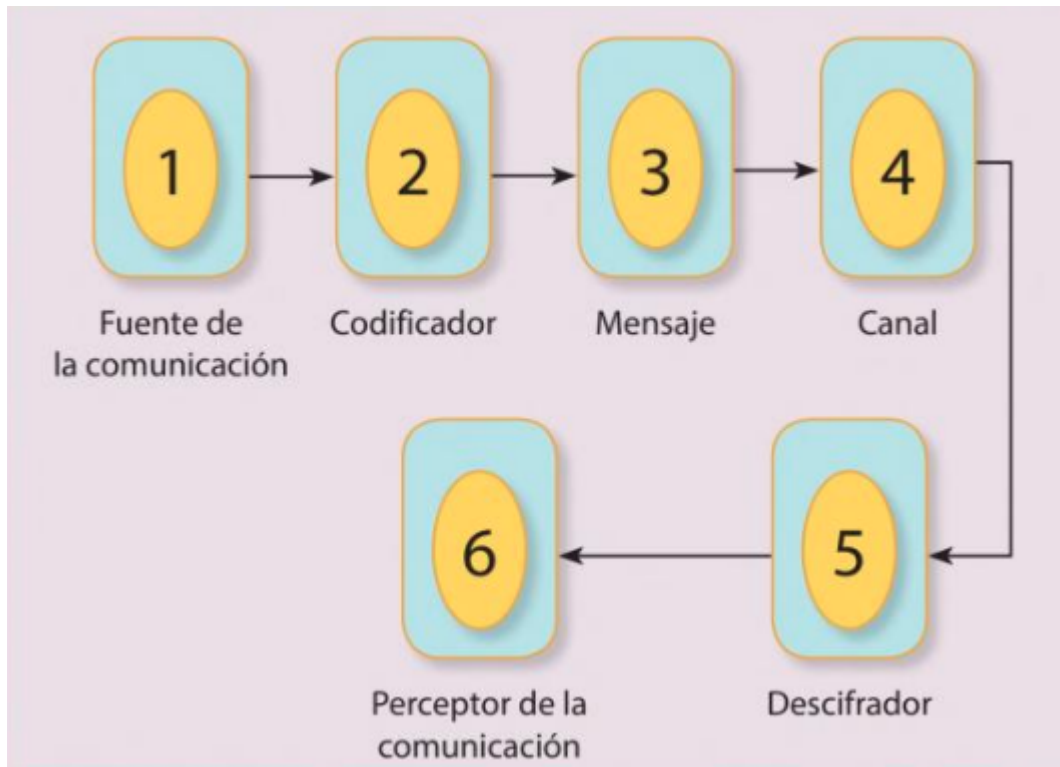 1
2
3
4
Fuente de
la comunicación
Codificador
Mensaje
Canal
6
5
Perceptor de la
comunicación
Descifrador